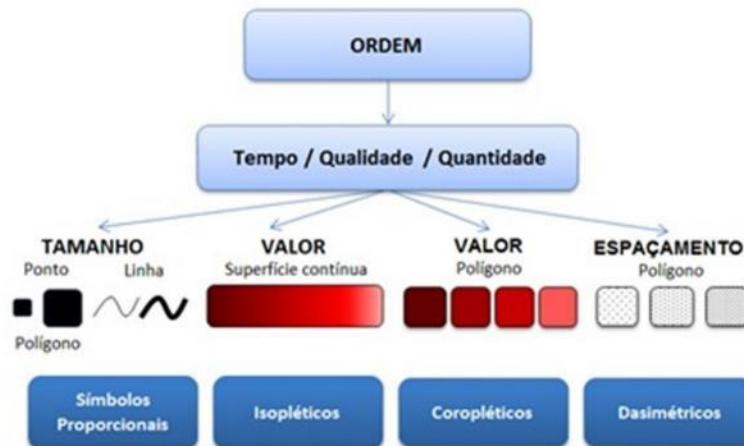 ORDEM
Tempo / Qualidade / Quantidade
TAMANHO
Ponto Linha
Polígono
VALOR
Superfície contínua
VALOR
Polígono
ESPAÇAMENTO
Polígono
Símbolos
Proporcionais
Isopléticos
Coropléticos
Dasimétricos